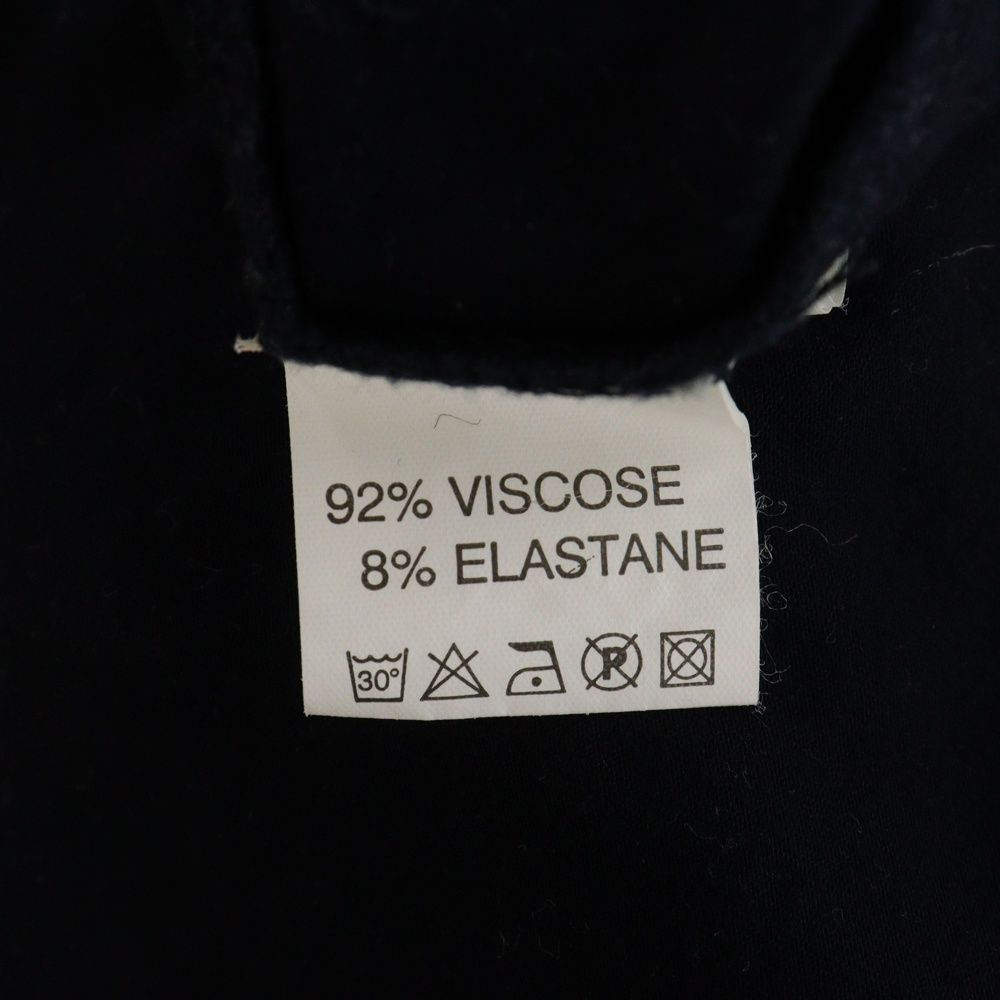 92% VISCOSE
8% ELASTANE
30° P